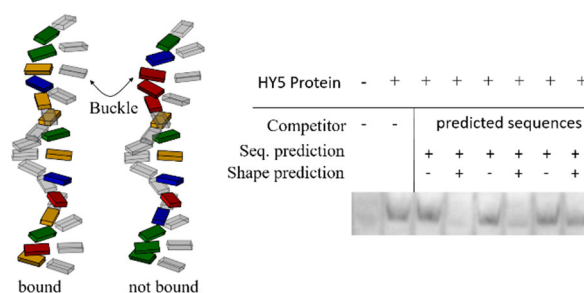 Buckle
bound not bound
HY5 Protein - + + + + + + +
Competitor - - predicted sequences
Seq. prediction + + + + + +
Shape prediction - + - + - +